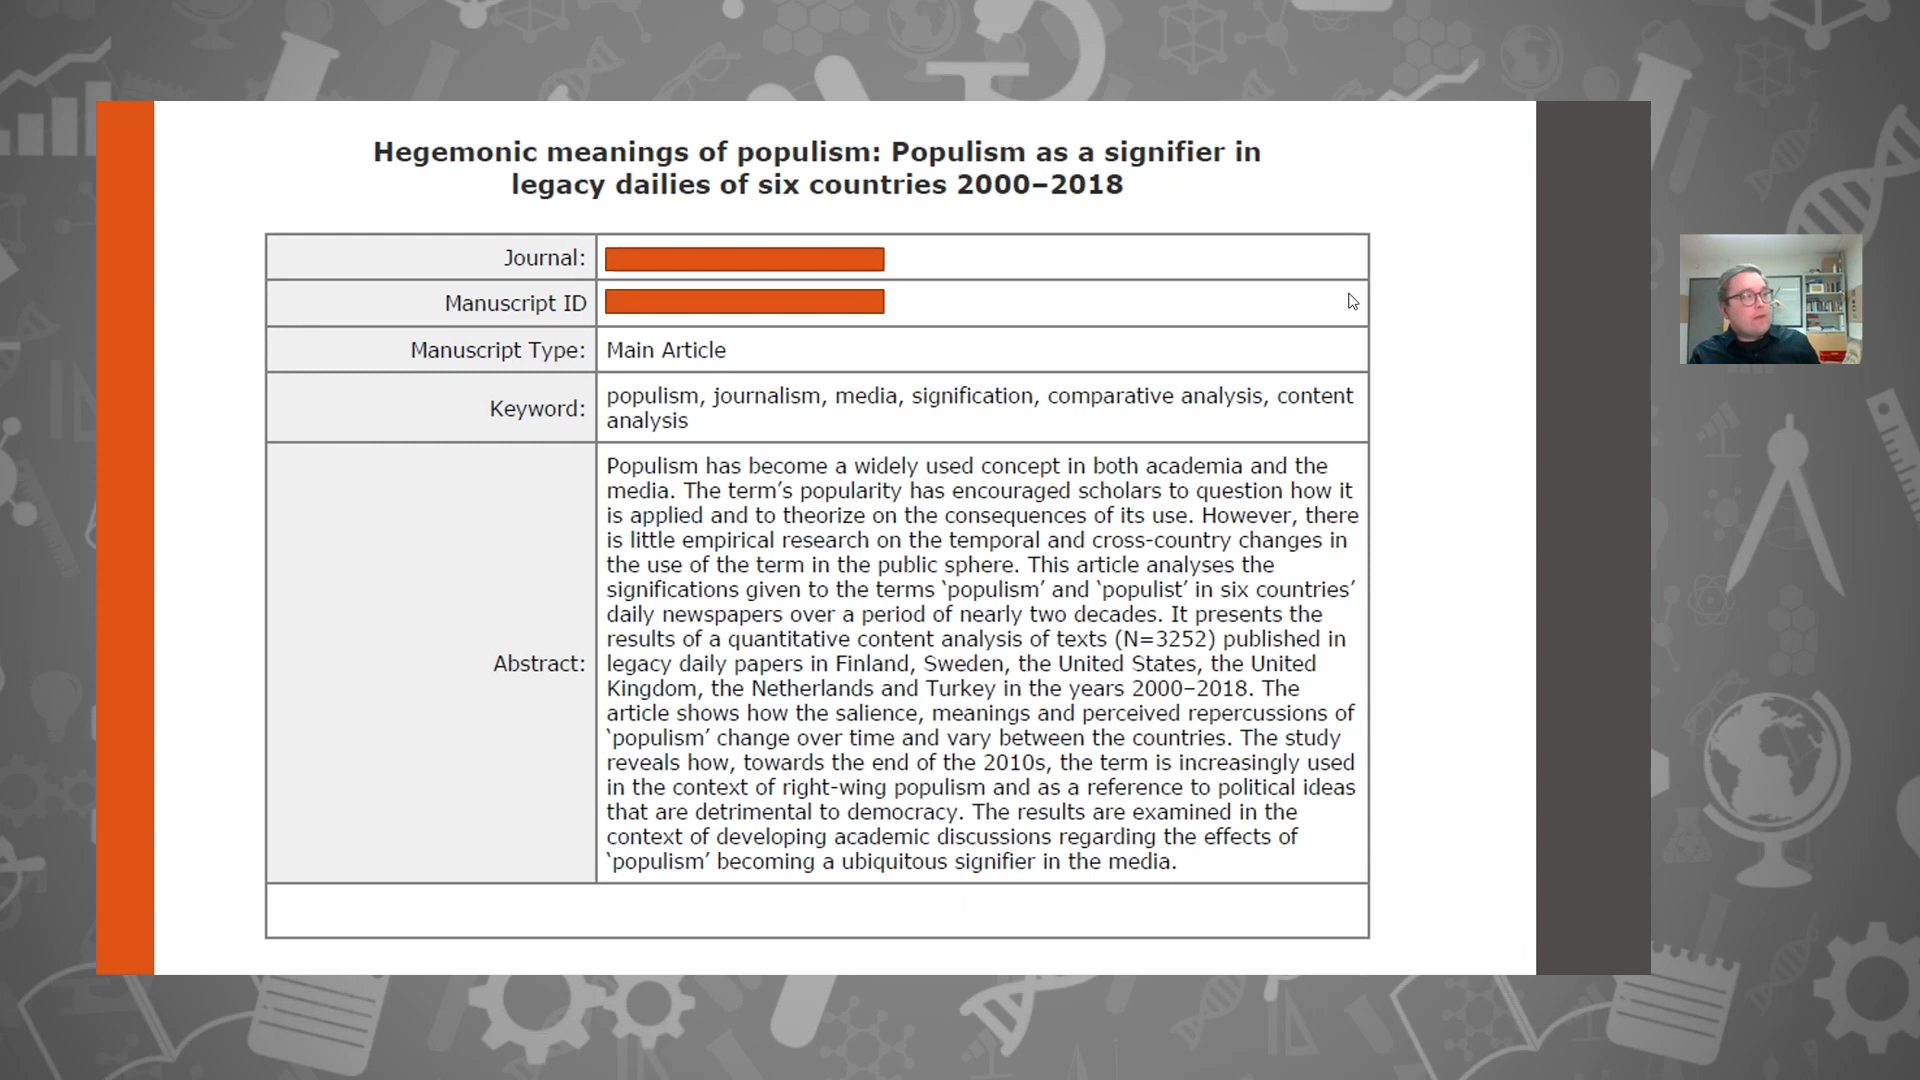 Hegemonic meanings of populism: Populism as a signifier in
legacy dailies of six countries 2000–2018
Journal:
Manuscript ID
Manuscript Type: Main Article
Keyword: populism, journalism, media, signification, comparative analysis, content
analysis
Abstract:
Populism has become a widely used concept in both academia and the
media. The term’s popularity has encouraged scholars to question how it
is applied and to theorize on the consequences of its use. However, there
is little empirical research on the temporal and cross-country changes in
the use of the term in the public sphere. This article analyses the
significations given to the terms ‘populism’ and ‘populist’ in six countries’
daily newspapers over a period of nearly two decades. It presents the
results of a quantitative content analysis of texts (N=3252) published in
legacy daily papers in Finland, Sweden, the United States, the United
Kingdom, the Netherlands and Turkey in the years 2000–2018. The
article shows how the salience, meanings and perceived repercussions of
‘populism’ change over time and vary between the countries. The study
reveals how, towards the end of the 2010s, the term is increasingly used
in the context of right-wing populism and as a reference to political ideas
that are detrimental to democracy. The results are examined in the
context of developing academic discussions regarding the effects of
‘populism’ becoming a ubiquitous signifier in the media.